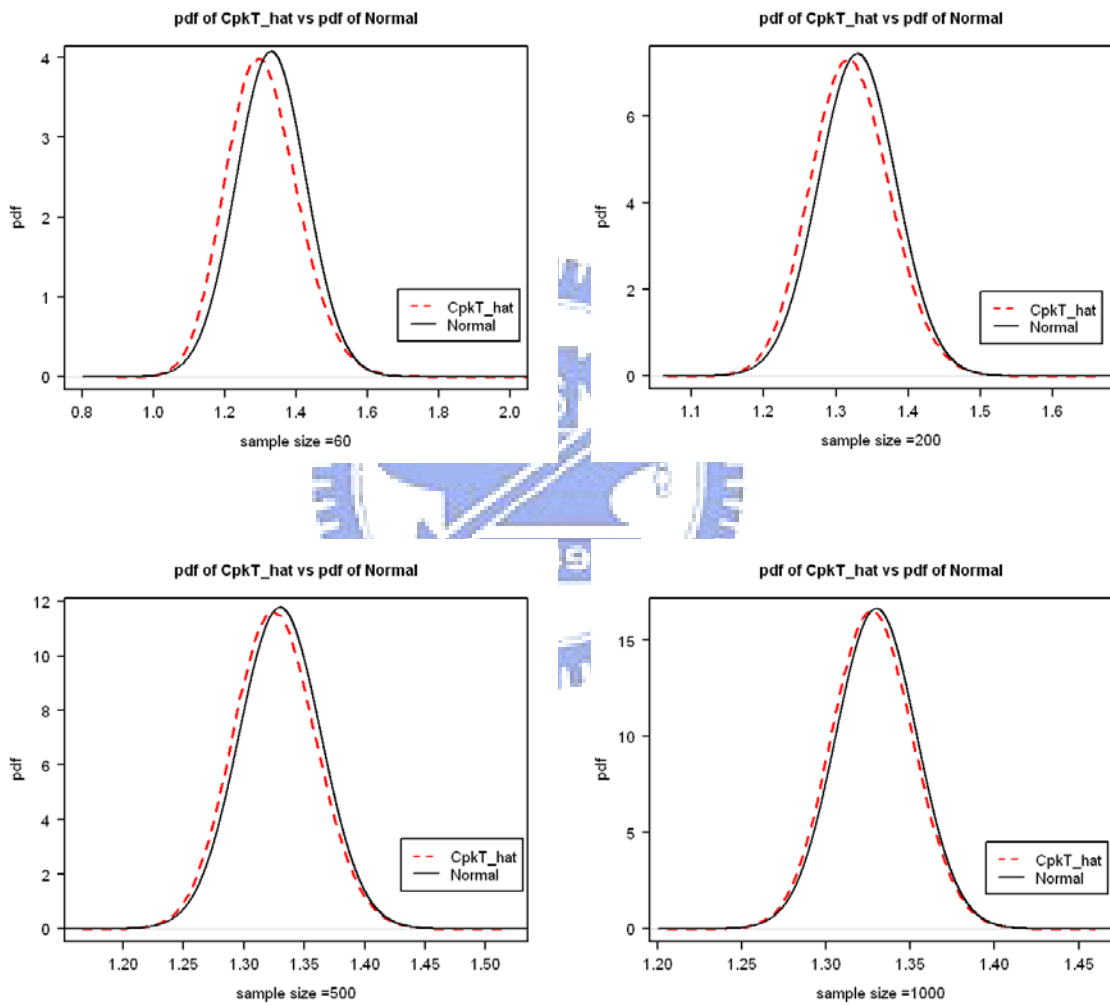 pdf of CpkT_hat vs pdf of Normal
pdf
4
3
2
1
0
CpkT_hat
Normal
0.8 1.0 1.2 1.4 1.6 1.8 2.0
sample size =60
pdf of CpkT_hat vs pdf of Normal
pdf
6
4
2
0
CpkT_hat
Normal
1.1 1.2 1.3 1.4 1.5 1.6
sample size =200
pdf of CpkT_hat vs pdf of Normal
pdf
12
10
8
6
4
2
0
CpkT_hat
Normal
1.20 1.25 1.30 1.35 1.40 1.45 1.50
sample size =500
pdf of CpkT_hat vs pdf of Normal
pdf
15
10
5
0
CpkT_hat
Normal
1.20 1.25 1.30 1.35 1.40 1.45
sample size =1000